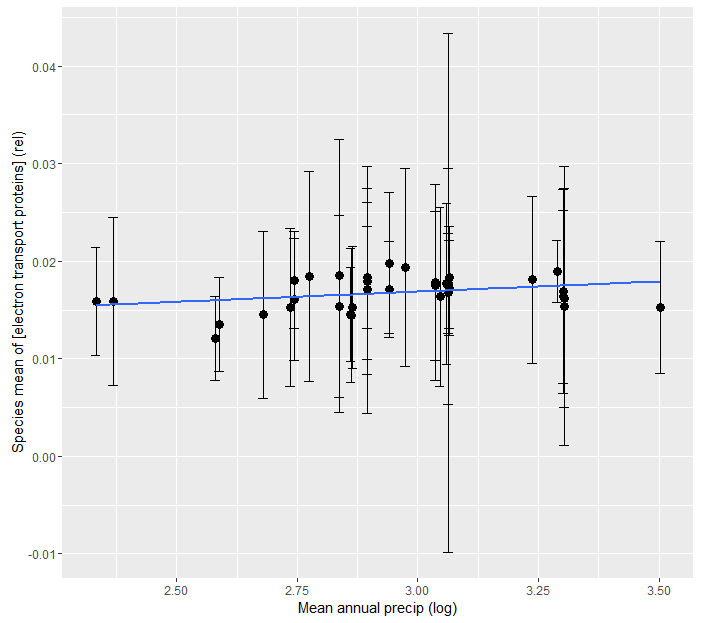 Species mean of [electron transport proteins] (rel)
0.04
0.03
0.02
0.01
0.00
-0.01
2.50 2.75 3.00 3.25 3.50
Mean annual precip (log)